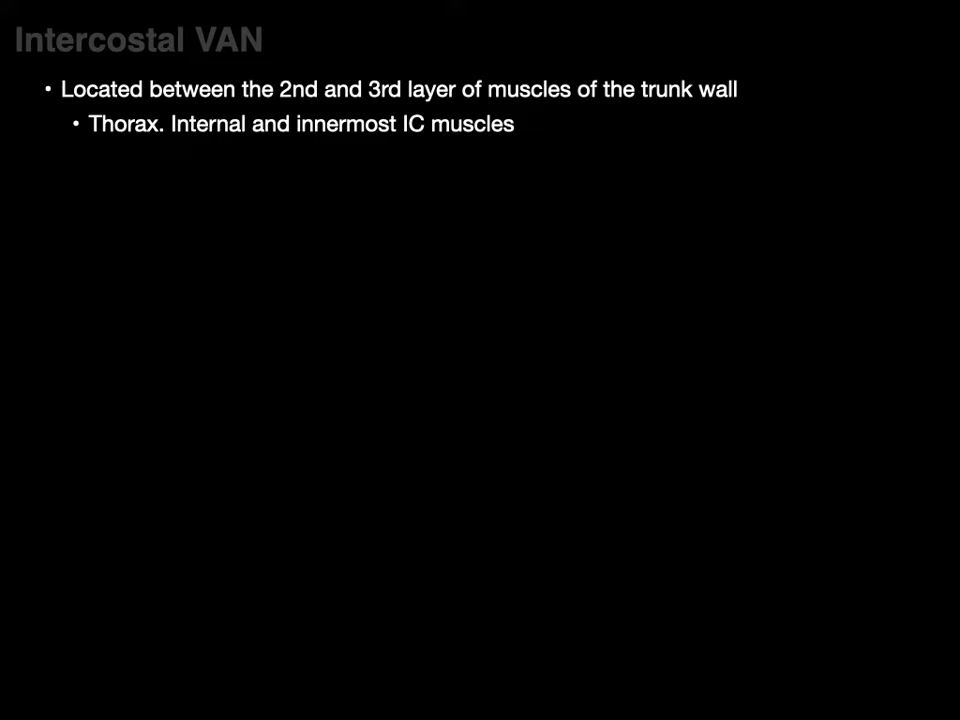 Intercostal VAN
• Located between the 2nd and 3rd layer of muscles of the trunk wall
• Thorax. Internal and innermost IC muscles